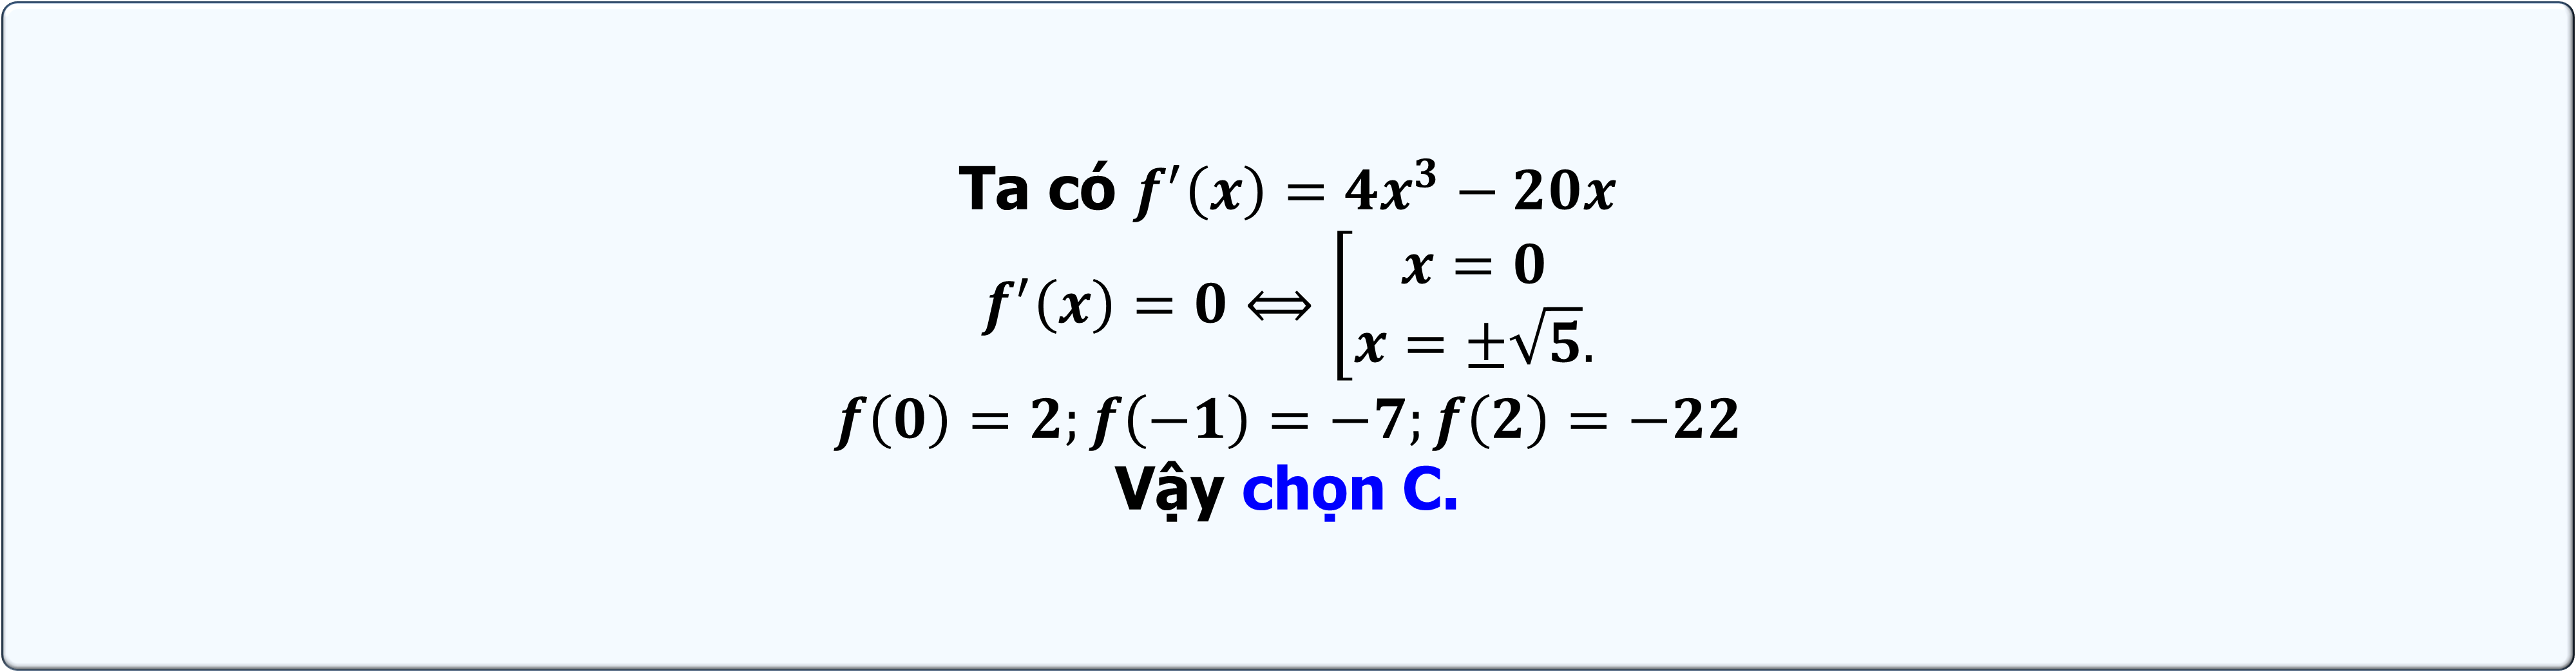 Ta có f′(x) = 4x³ − 20x
f′(x) = 0 ⟺ [ x = 0
x = ±√5.
f(0) = 2; f(−1) = −7; f(2) = −22
Vậy chọn C.